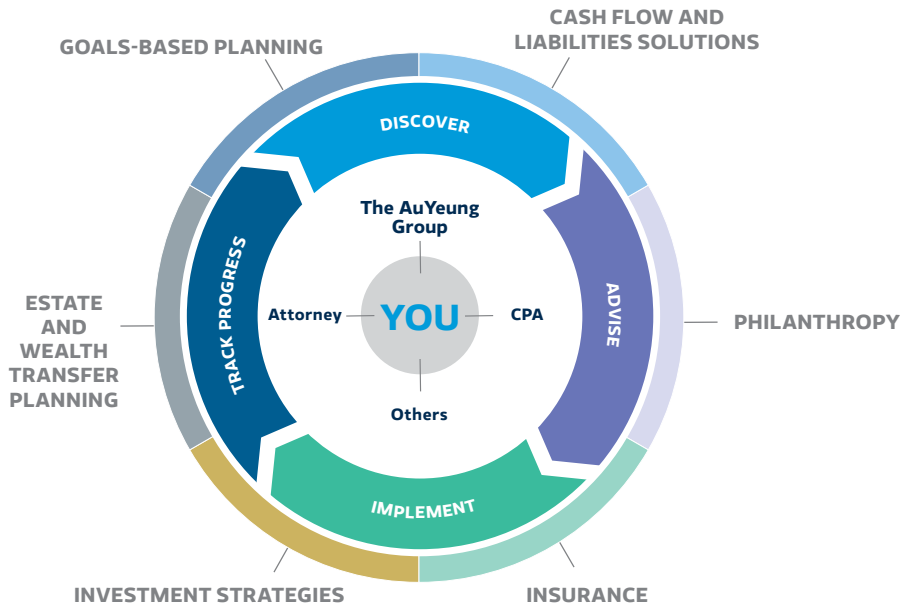 CASH FLOW AND
LIABILITIES SOLUTIONS
GOALS-BASED PLANNING
DISCOVER
The AuYeung
Group
TRACK PROGRESS
ADVISE
Attorney
YOU
CPA
ESTATE
AND
WEALTH
TRANSFER
PLANNING
PHILANTHROPY
Others
IMPLEMENT
INVESTMENT STRATEGIES
INSURANCE